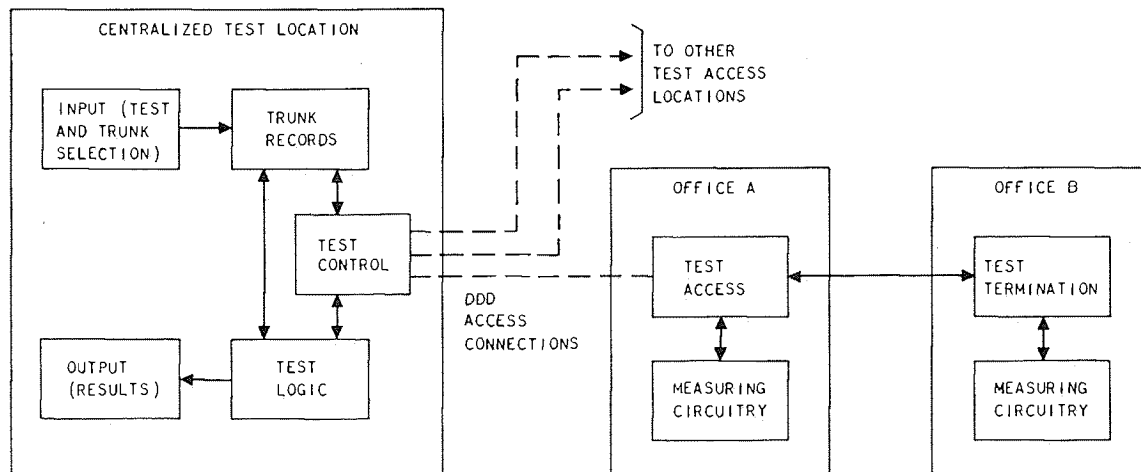 CENTRALIZED TEST LOCATION
INPUT (TEST
AND TRUNK
SELECTION)
TRUNK
RECORDS
TEST
CONTROL
OUTPUT
(RESULTS)
TEST
LOGIC
TO OTHER
TEST ACCESS
LOCATIONS
DDD
ACCESS
CONNECTIONS
OFFICE A
TEST
ACCESS
MEASURING
CIRCUITRY
OFFICE B
TEST
TERMINATION
MEASURING
CIRCUITRY